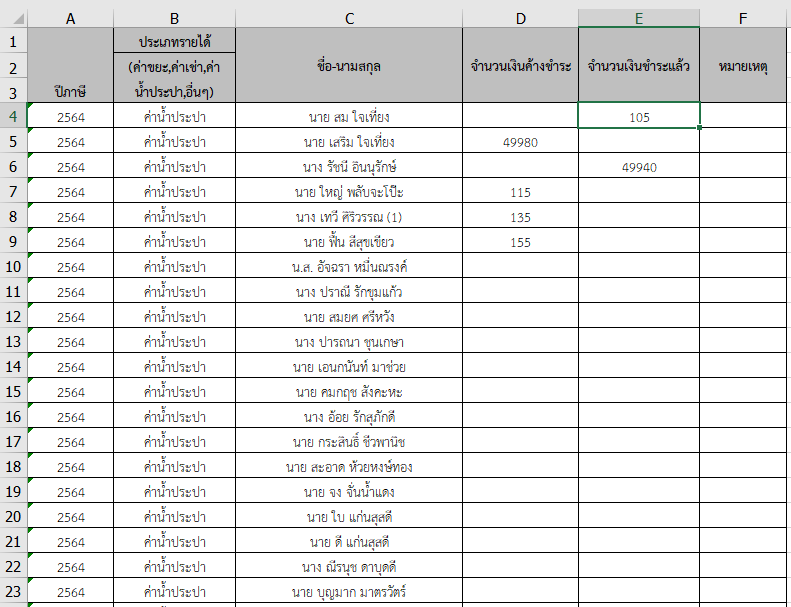 A B C D E F
1 ประเภทรายได้
2 (ค่าขยะ,ค่าเช่า,ค่า ชื่อ-นามสกุล จำนวนเงินค้างชำระ จำนวนเงินชำระแล้ว หมายเหตุ
3 ปีภาษี น้ำประปา,อื่นๆ)
4 2564 ค่าน้ำประปา นาย สม ใจเที่ยง 105
5 2564 ค่าน้ำประปา นาย เสริม ใจเที่ยง 49980
6 2564 ค่าน้ำประปา นาง รัชนี อินนุรักษ์ 49940
7 2564 ค่าน้ำประปา นาย ใหญ่ พลับจะโป๊ะ 115
8 2564 ค่าน้ำประปา นาง เทวี ศิริวรรณ (1) 135
9 2564 ค่าน้ำประปา นาย ฟื้น สีสุขเขียว 155
10 2564 ค่าน้ำประปา น.ส. อัจฉรา หมื่นณรงค์
11 2564 ค่าน้ำประปา นาง ปราณี รักชุมแก้ว
12 2564 ค่าน้ำประปา นาย สมยศ ศรีหวัง
13 2564 ค่าน้ำประปา นาง ปารถนา ชุนเกษา
14 2564 ค่าน้ำประปา นาย เอนกนันท์ มาช่วย
15 2564 ค่าน้ำประปา นาย คมกฤช สังคะหะ
16 2564 ค่าน้ำประปา นาง อ้อย รักสุภักดี
17 2564 ค่าน้ำประปา นาย กระสินธิ์ ชีวพานิช
18 2564 ค่าน้ำประปา นาย สะอาด ห้วยหงษ์ทอง
19 2564 ค่าน้ำประปา นาย จง จั่นน้ำแดง
20 2564 ค่าน้ำประปา นาย ใบ แก่นสุสดี
21 2564 ค่าน้ำประปา นาย ดี แก่นสุสดี
22 2564 ค่าน้ำประปา นาง ณีรนุช ดาบุดดี
23 2564 ค่าน้ำประปา นาย บุญมาก มาตรวัตร์